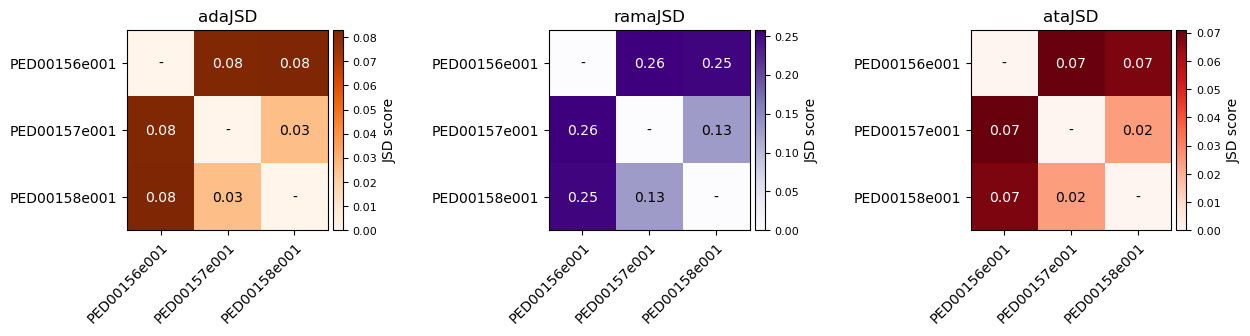 adaJSD
PED00156e001
PED00157e001
PED00158e001
- 0.08 0.08
0.08 - 0.03
0.08 0.03 -
PED00156e001
PED00157e001
PED00158e001
0.08
0.07
0.06
0.05
0.04
0.03
0.02
0.01
0.00
JSD score
ramaJSD
PED00156e001
PED00157e001
PED00158e001
- 0.26 0.25
0.26 - 0.13
0.25 0.13 -
PED00156e001
PED00157e001
PED00158e001
0.25
0.20
0.15
0.10
0.05
0.00
JSD score
ataJSD
PED00156e001
PED00157e001
PED00158e001
- 0.07 0.07
0.07 - 0.02
0.07 0.02 -
PED00156e001
PED00157e001
PED00158e001
0.07
0.06
0.05
0.04
0.03
0.02
0.01
0.00
JSD score